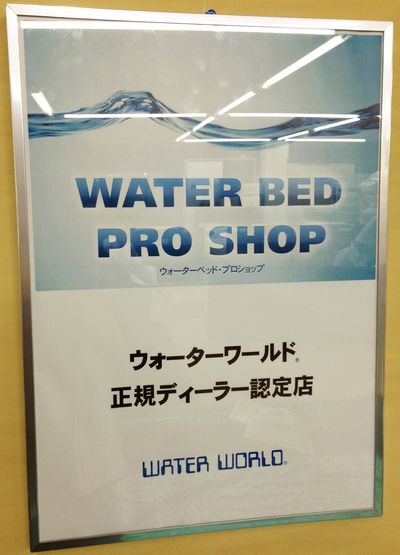 WATER BED
PRO SHOP
ウォーターベッド・プロショップ
ウォーターワールド®
正規ディーラー認定店
WATER WORLD®